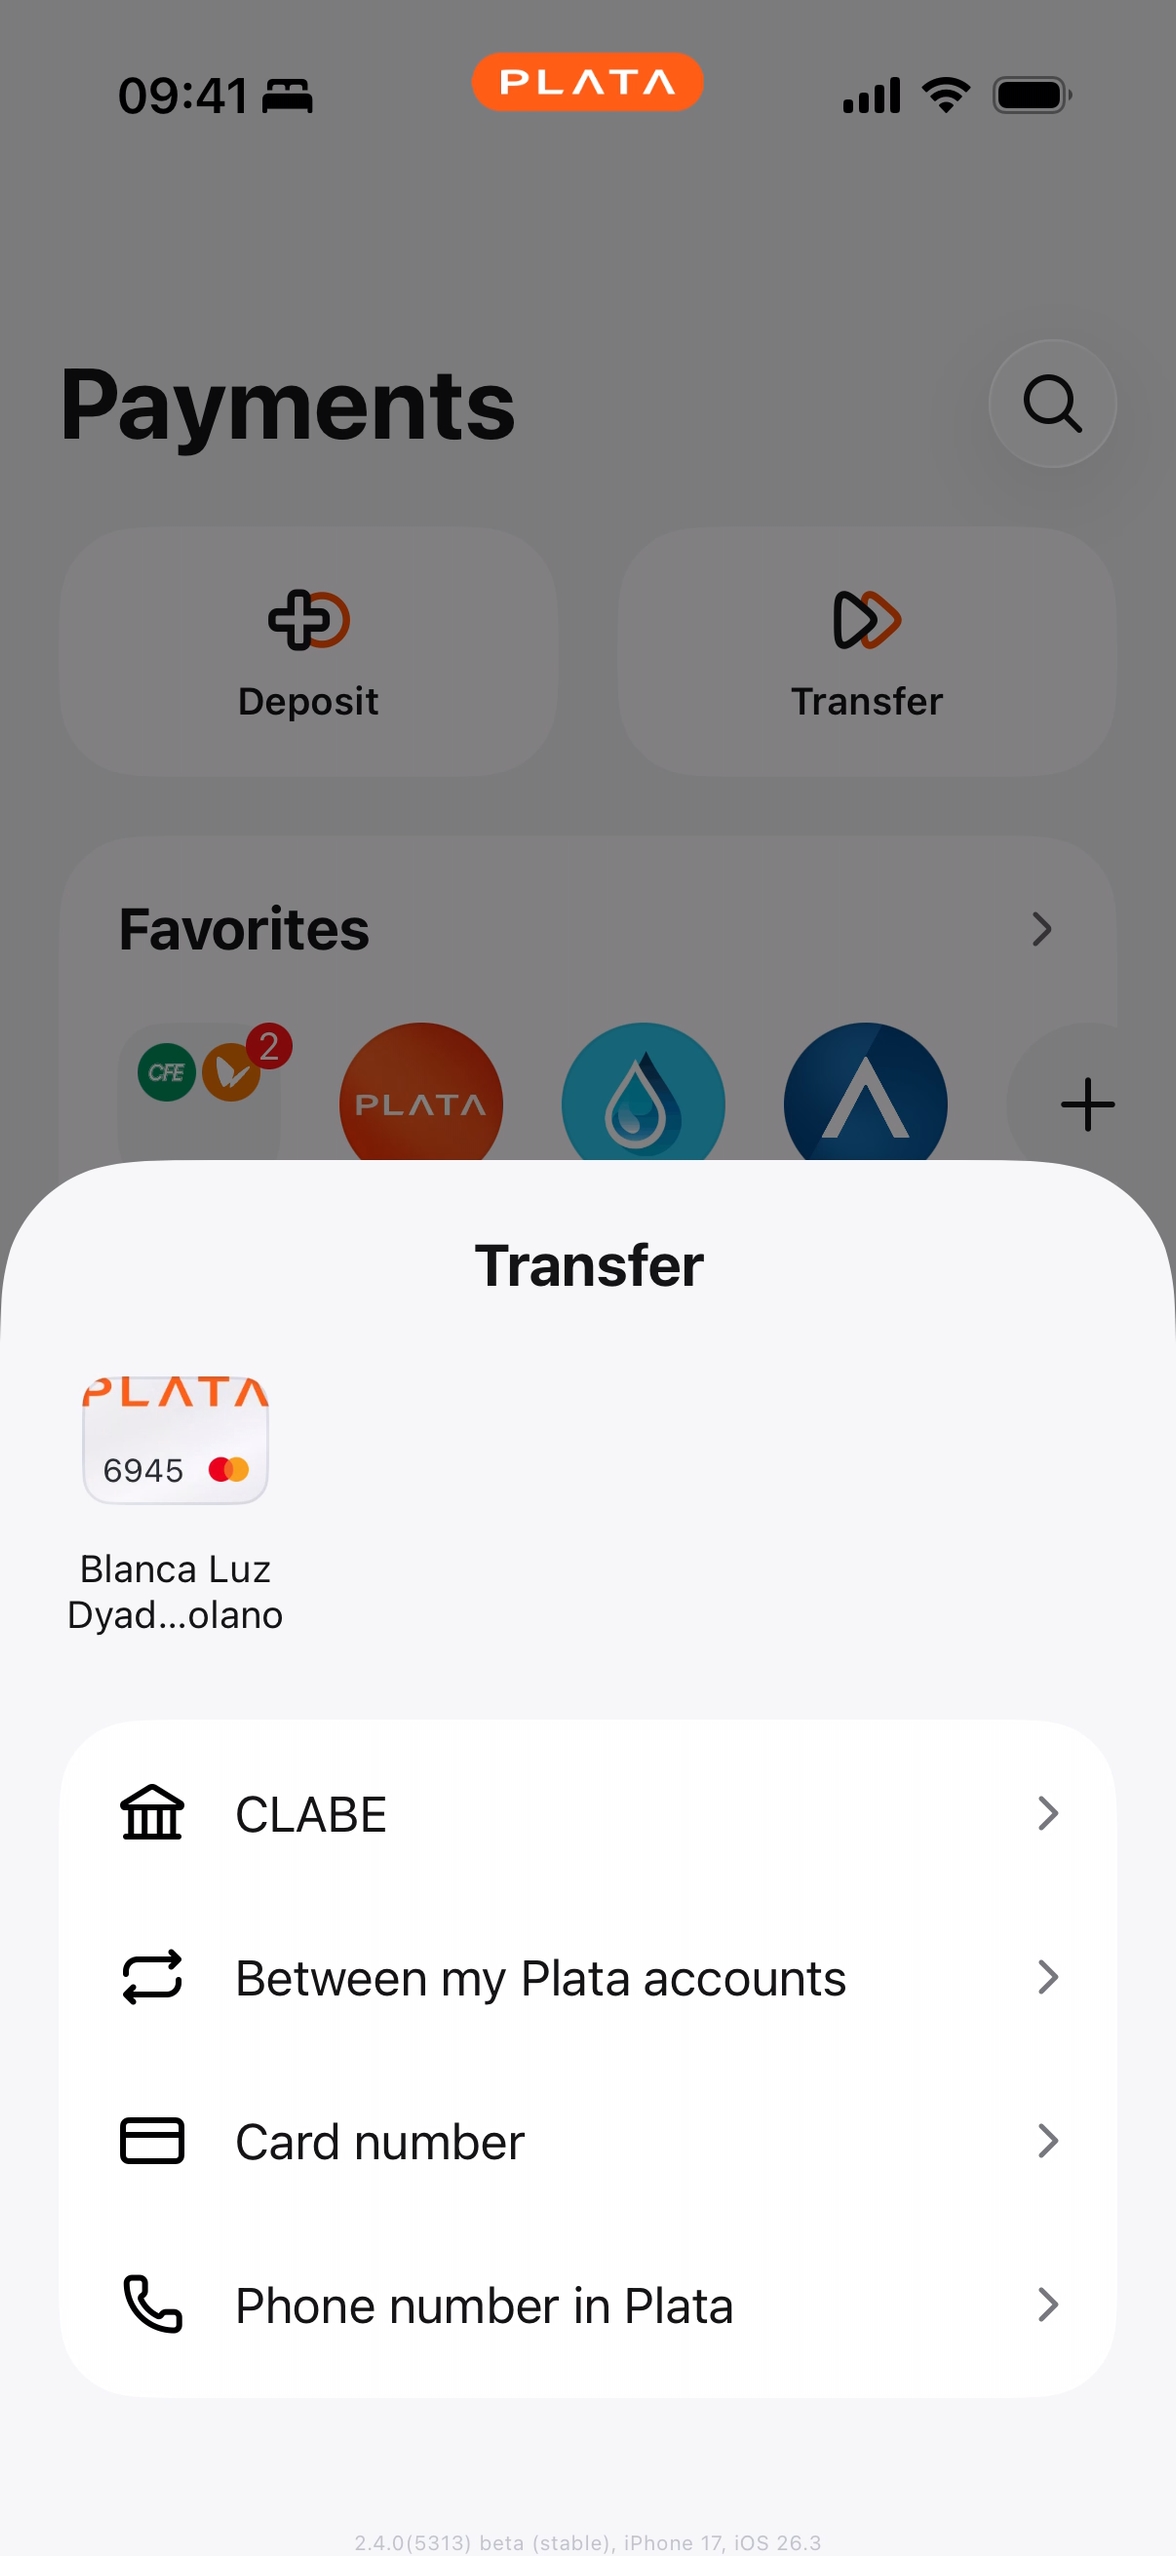 09:41
PLATA
Payments
Deposit
Transfer
Favorites
CFE
2
PLATA
Transfer
PLATA
6945
Blanca Luz
Dyad...olano
CLABE
Between my Plata accounts
Card number
Phone number in Plata
2.4.0(5313) beta (stable), iPhone 17, iOS 26.3